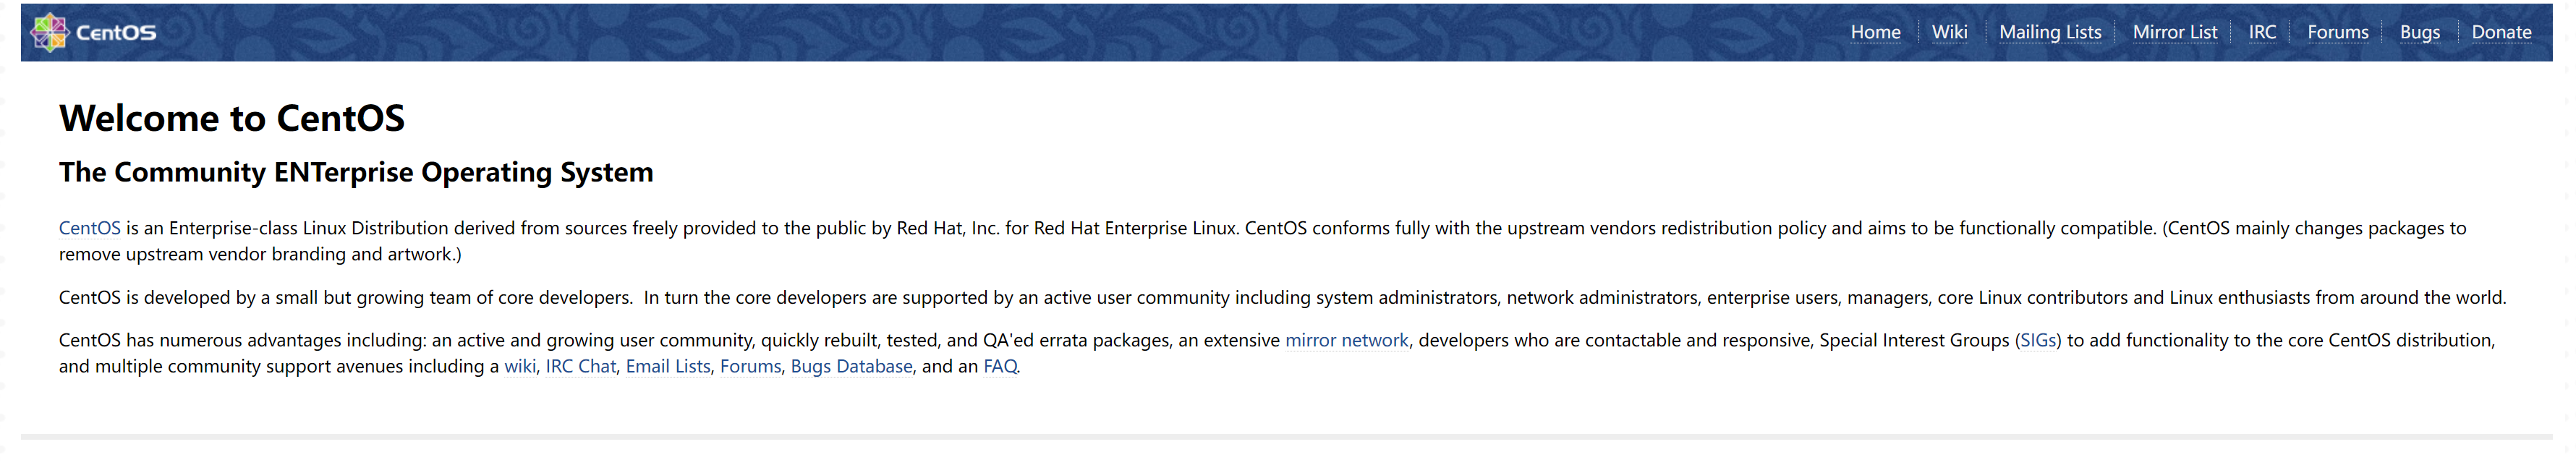 CentOS
Home Wiki Mailing Lists Mirror List IRC Forums Bugs Donate
Welcome to CentOS
The Community ENTerprise Operating System
CentOS is an Enterprise-class Linux Distribution derived from sources freely provided to the public by Red Hat, Inc. for Red Hat Enterprise Linux. CentOS conforms fully with the upstream vendors redistribution policy and aims to be functionally compatible. (CentOS mainly changes packages to
remove upstream vendor branding and artwork.)
CentOS is developed by a small but growing team of core developers.  In turn the core developers are supported by an active user community including system administrators, network administrators, enterprise users, managers, core Linux contributors and Linux enthusiasts from around the world.
CentOS has numerous advantages including: an active and growing user community, quickly rebuilt, tested, and QA'ed errata packages, an extensive mirror network, developers who are contactable and responsive, Special Interest Groups (SIGs) to add functionality to the core CentOS distribution,
and multiple community support avenues including a wiki, IRC Chat, Email Lists, Forums, Bugs Database, and an FAQ.